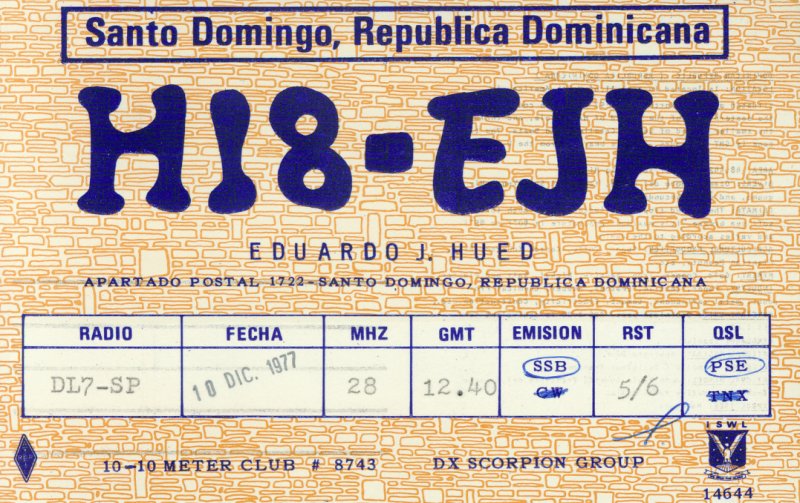 Santo Domingo, Republica Dominicana
HI8-EJH
EDUARDO J. HUED
APARTADO POSTAL 1722-SANTO DOMINGO, REPUBLICA DOMINICANA
RADIO FECHA MHZ GMT EMISION RST QSL
SSB PSE
DL7-SP 10 DIC. 1977 28 12.40 5/6
CW TNX
ISWL
10-10 METER CLUB # 8743 DX SCORPION GROUP
14644